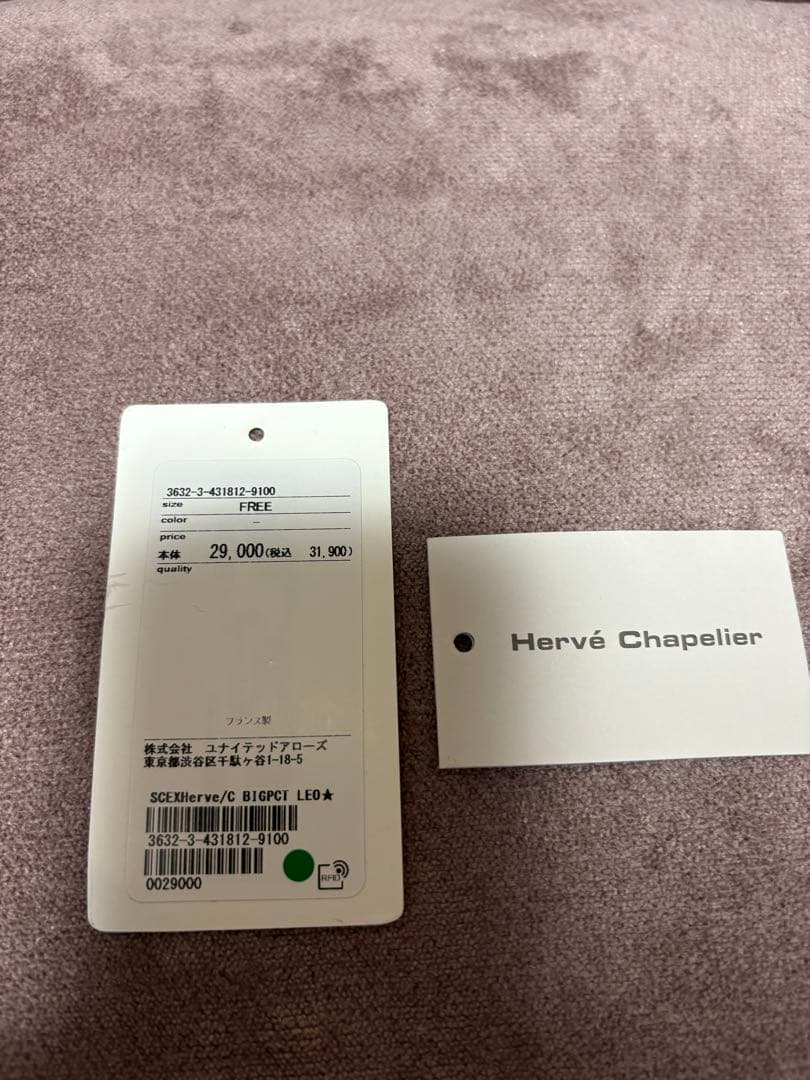 3632-3-431812-9100
size FREE
color –
price
本体 29,000(税込 31,900)
quality
フランス製
株式会社 ユナイテッドアローズ
東京都渋谷区千駄ヶ谷1-18-5
SCEXHerve/C BIGPCT LEO★
3632-3-431812-9100
0029000
RFID
Hervé Chapelier